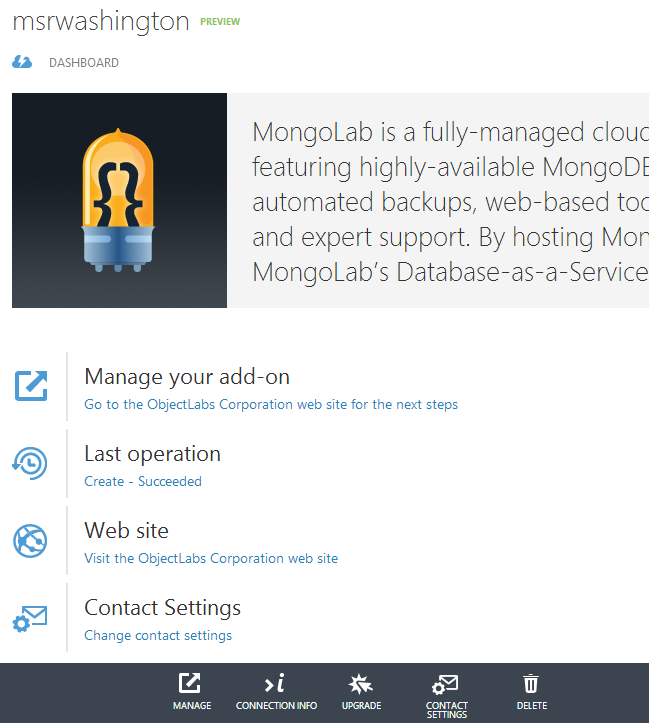 msrwashington PREVIEW
DASHBOARD
MongoLab is a fully-managed cloud
featuring highly-available MongoDB
automated backups, web-based too
and expert support. By hosting Mon
MongoLab's Database-as-a-Service
Manage your add-on
Go to the ObjectLabs Corporation web site for the next steps
Last operation
Create - Succeeded
Web site
Visit the ObjectLabs Corporation web site
Contact Settings
Change contact settings
MANAGE CONNECTION INFO UPGRADE CONTACT SETTINGS DELETE